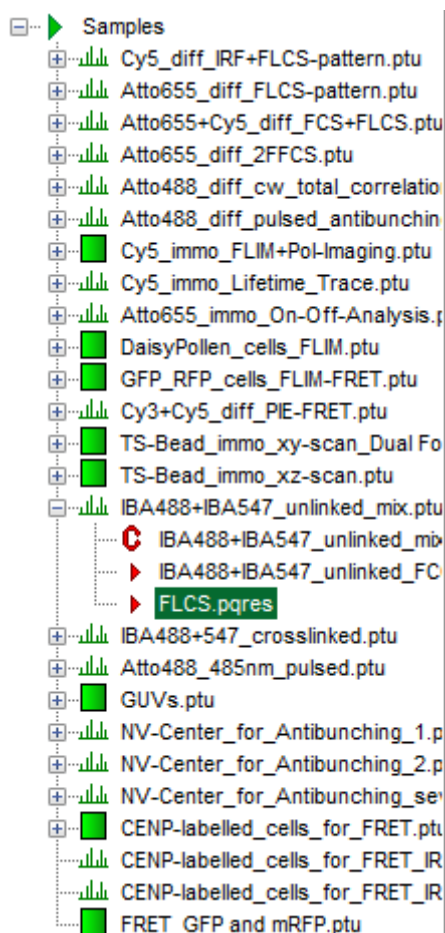 Samples
Cy5_diff_IRF+FLCS-pattern.ptu
Atto655_diff_FLCS-pattern.ptu
Atto655+Cy5_diff_FCS+FLCS.ptu
Atto655_diff_2FFCS.ptu
Atto488_diff_cw_total_correlatio
Atto488_diff_pulsed_antibunchin
Cy5_immo_FLIM+Pol-Imaging.ptu
Cy5_immo_Lifetime_Trace.ptu
Atto655_immo_On-Off-Analysis.p
DaisyPollen_cells_FLIM.ptu
GFP_RFP_cells_FLIM-FRET.ptu
Cy3+Cy5_diff_PIE-FRET.ptu
TS-Bead_immo_xy-scan_Dual Fo
TS-Bead_immo_xz-scan.ptu
IBA488+IBA547_unlinked_mix.ptu
IBA488+IBA547_unlinked_mix
IBA488+IBA547_unlinked_FC
FLCS.pqres
IBA488+547_crosslinked.ptu
Atto488_485nm_pulsed.ptu
GUVs.ptu
NV-Center_for_Antibunching_1.p
NV-Center_for_Antibunching_2.p
NV-Center_for_Antibunching_se
CENP-labelled_cells_for_FRET.ptu
CENP-labelled_cells_for_FRET_IR
CENP-labelled_cells_for_FRET_IR
FRET_GFP and mRFP.ptu